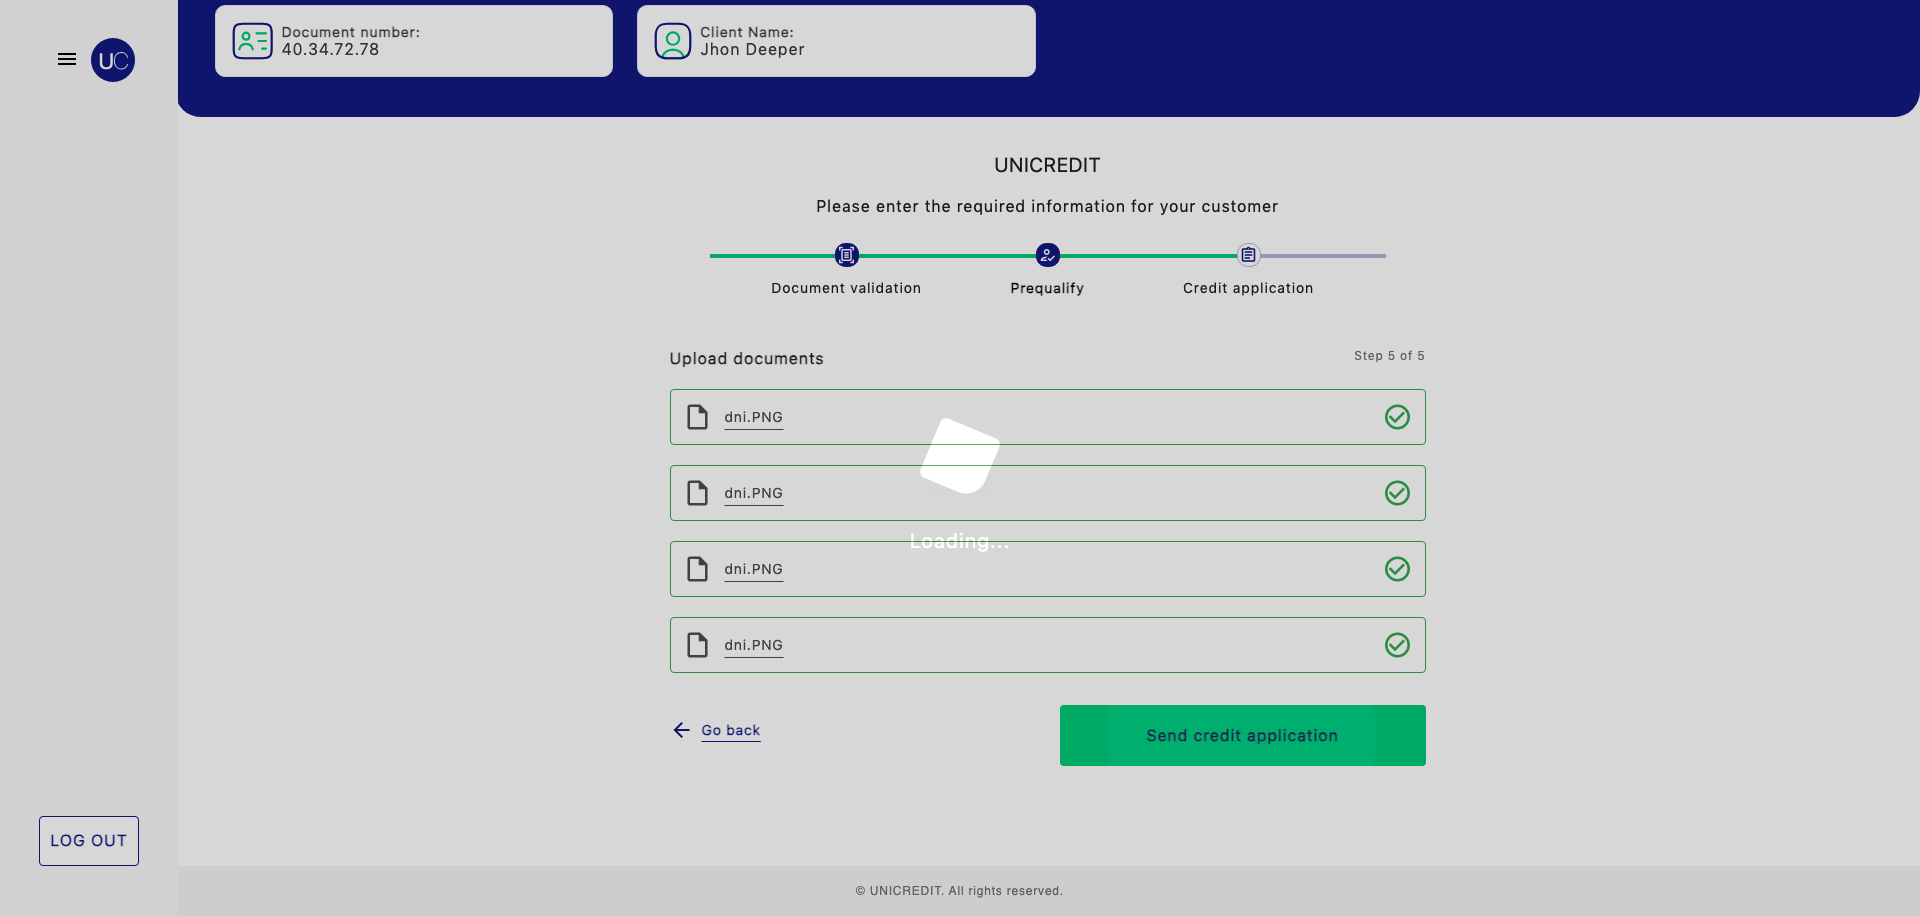 Document number:
40.34.72.78
Client Name:
Jhon Deeper
UC
UNICREDIT
Please enter the required information for your customer
Document validation
Prequalify
Credit application
Upload documents
Step 5 of 5
dni.PNG
dni.PNG
Loading...
dni.PNG
dni.PNG
Go back
Send credit application
LOG OUT
© UNICREDIT. All rights reserved.